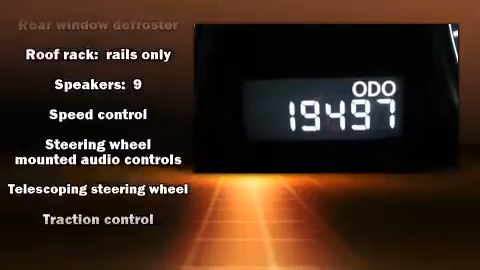 Rear window defroster
Roof rack: rails only
Speakers: 9
Speed control
Steering wheel
mounted audio controls
Telescoping steering wheel
Traction control
ODO
19497